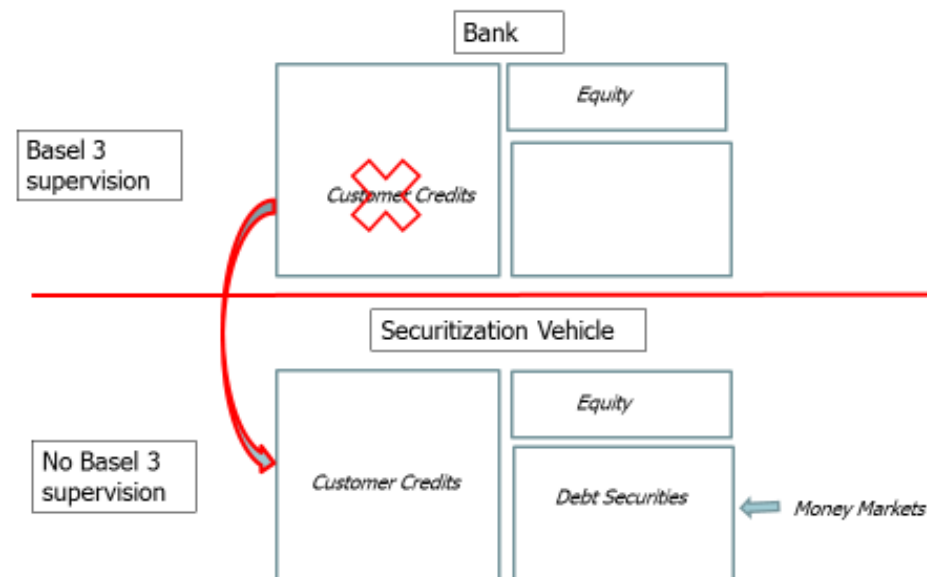 Bank
Equity
Basel 3
supervision
Customer Credits
Securitization Vehicle
Equity
No Basel 3
supervision
Customer Credits
Debt Securities
Money Markets